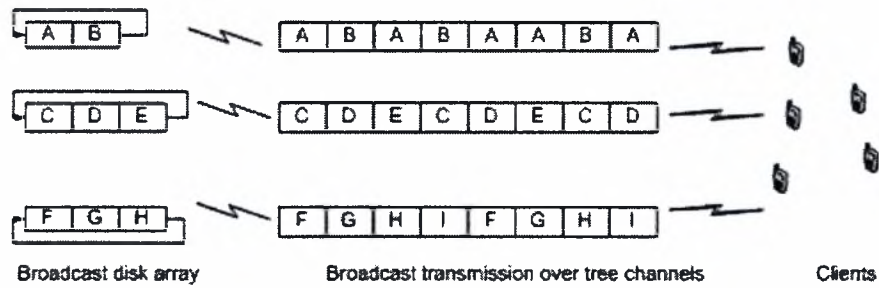 A B A B A B A A B A
C D E C D E C D E C D
F G H F G H I F G H I
Broadcast disk array Broadcast transmission over tree channels Clients